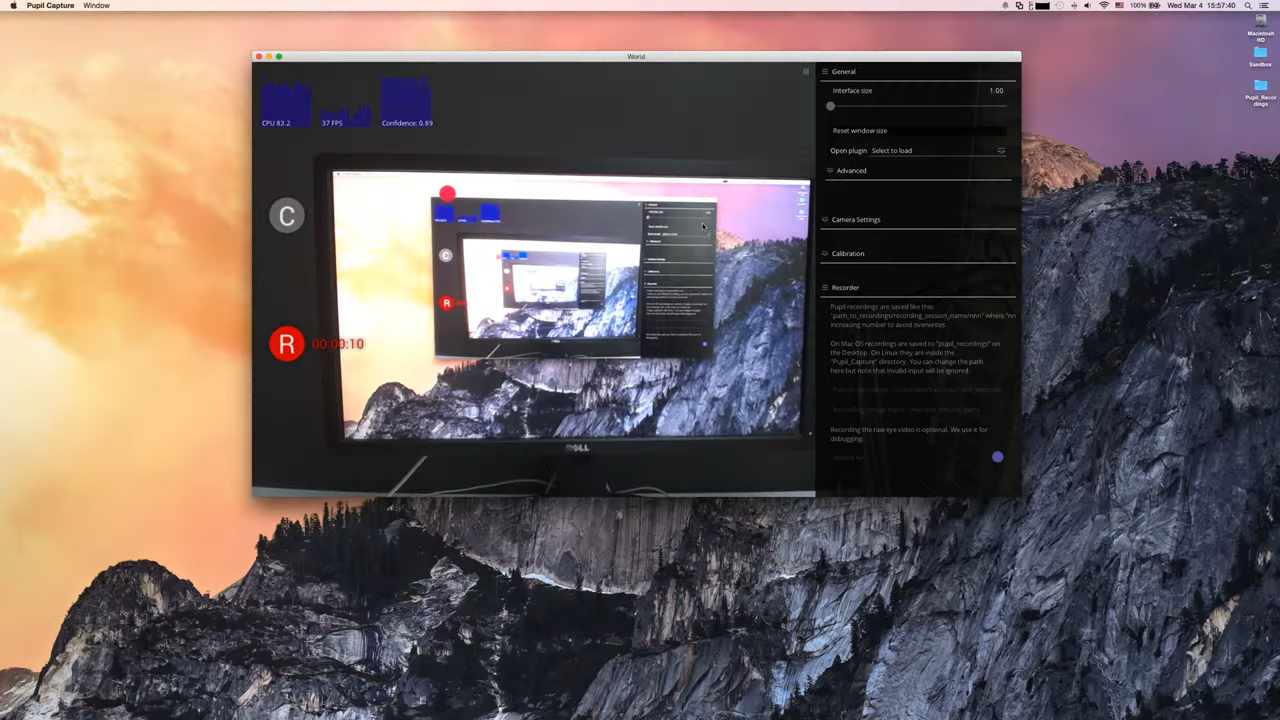 Pupil Capture Window
100% Wed Mar 4 15:57:40
Macintosh
HD
Sandbox
Pupil_Recor
dings
World
CPU 83.2
37 FPS
Confidence: 0.89
C
R
00:00:10
C
R
DELL
General
Interface size 1.00
Reset window size
Open plugin Select to load
Advanced
Camera Settings
Calibration
Recorder
Pupil recordings are saved like this:
"path_to_recordings/recording_session_name/nnn" where "nn
increasing number to avoid overwrites.
On Mac OS recordings are saved to "pupil_recordings" on
the Desktop. On Linux they are inside the
"Pupil_Capture" directory. You can change the path
here but note that invalid input will be ignored.
Recording the raw eye video is optional. We use it for
debugging.